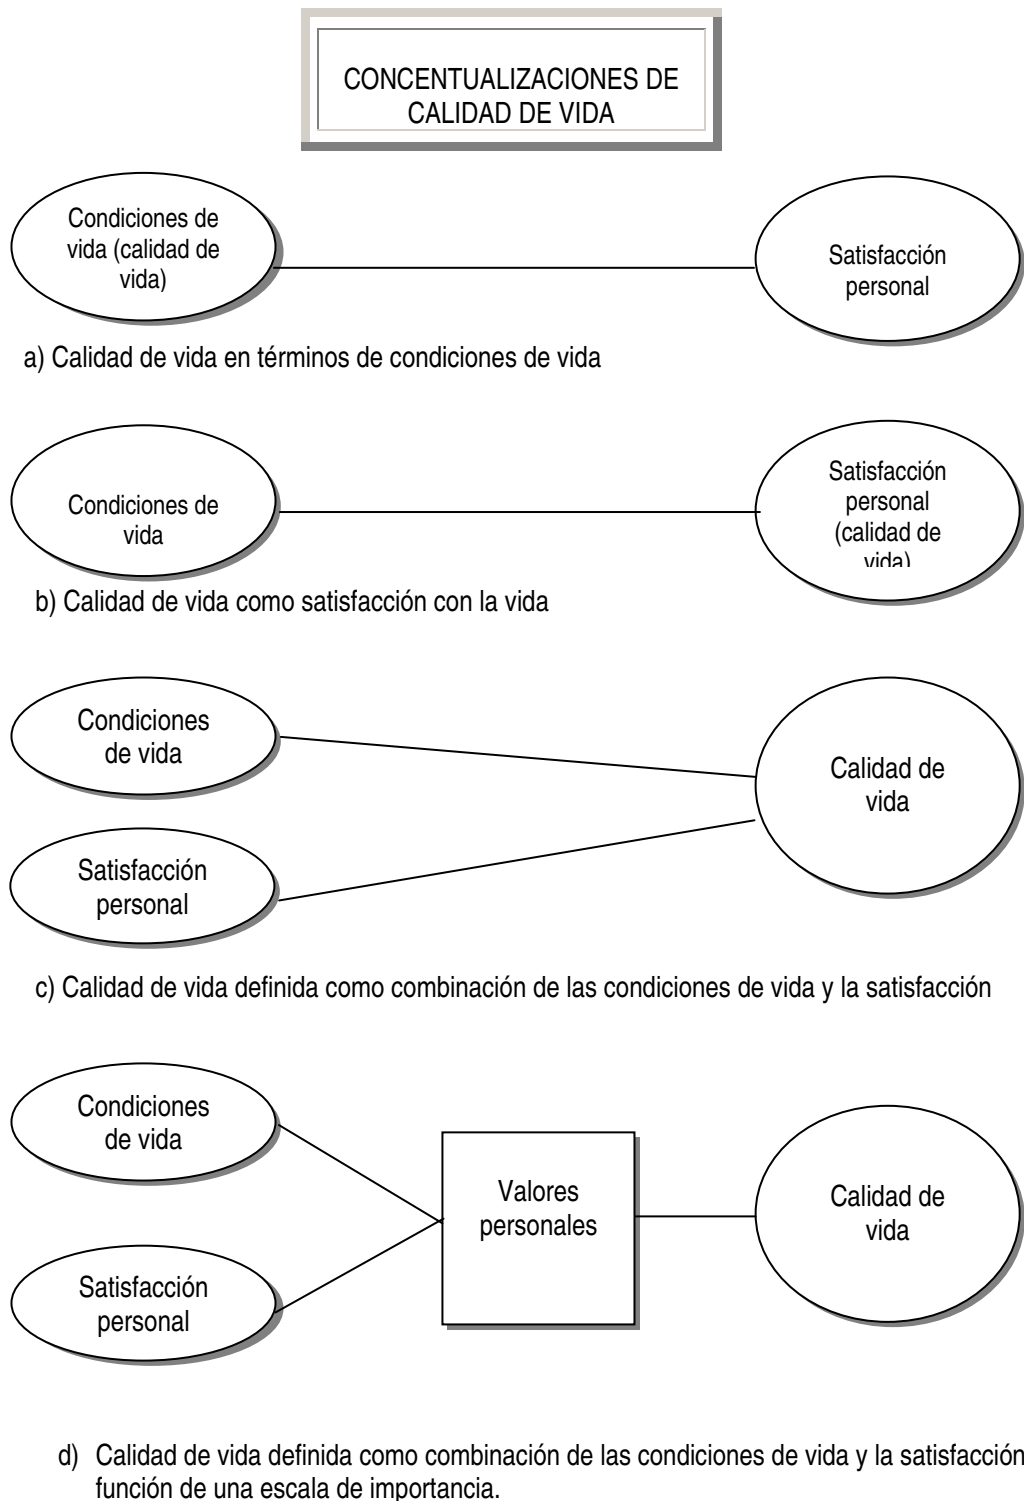 CONCENTUALIZACIONES DE
CALIDAD DE VIDA
Condiciones de
vida (calidad de
vida)
Satisfacción
personal
a) Calidad de vida en términos de condiciones de vida
Condiciones de
vida
Satisfacción
personal
(calidad de
vida)
b) Calidad de vida como satisfacción con la vida
Condiciones
de vida
Satisfacción
personal
Calidad de
vida
c) Calidad de vida definida como combinación de las condiciones de vida y la satisfacción
Condiciones
de vida
Satisfacción
personal
Valores
personales
Calidad de
vida
d) Calidad de vida definida como combinación de las condiciones de vida y la satisfacción
función de una escala de importancia.